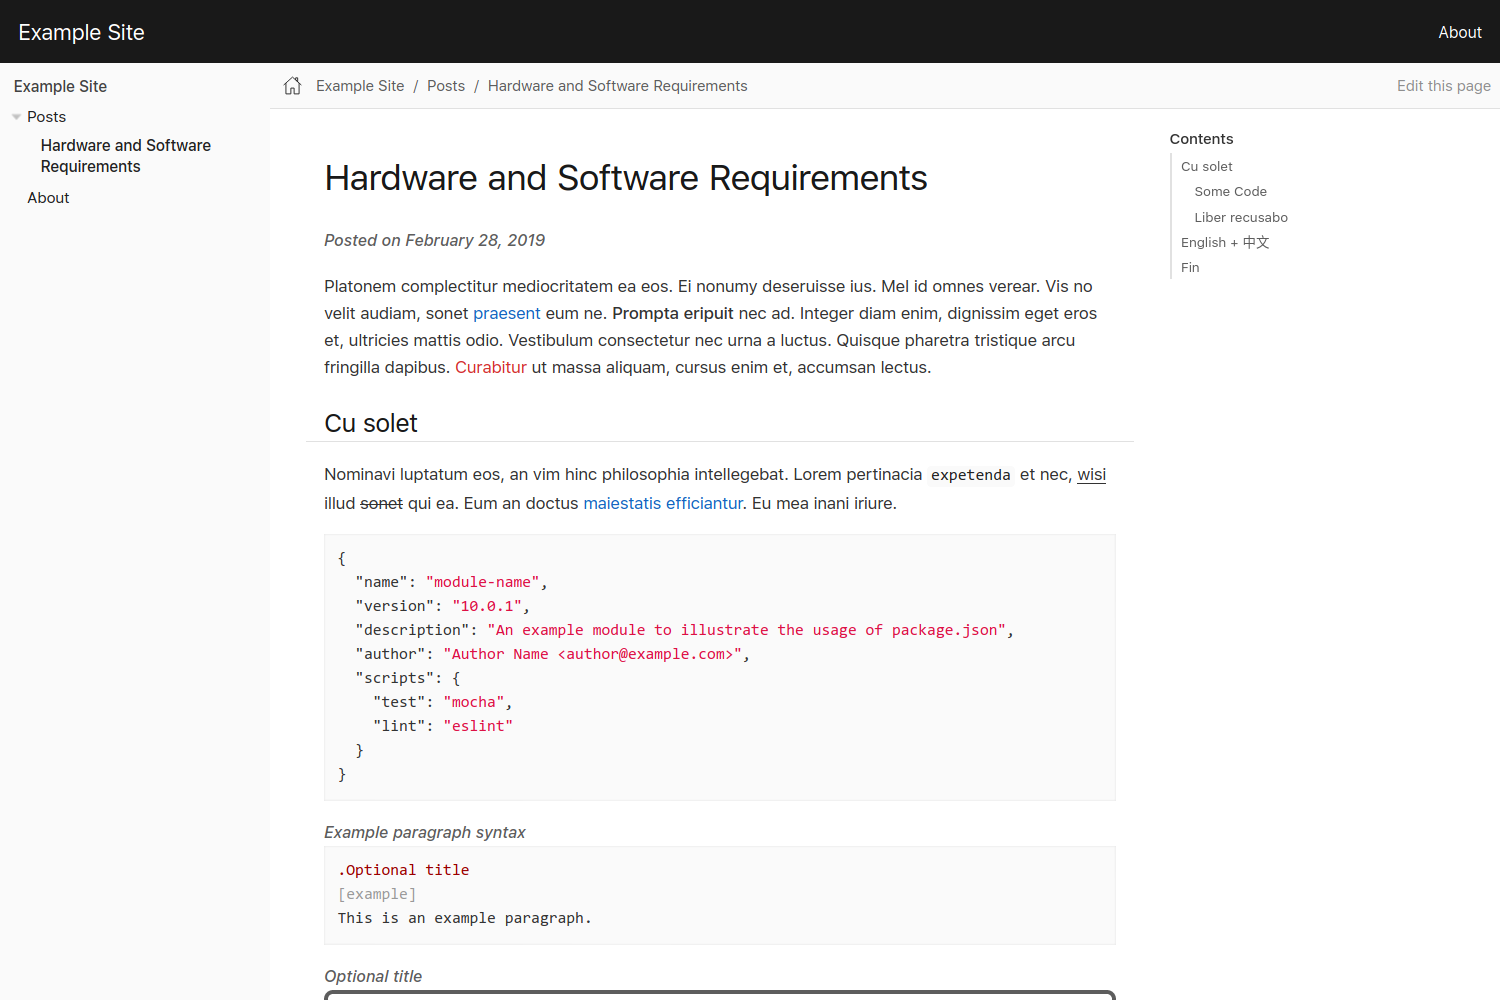 Example Site
About
Example Site
Posts
Hardware and Software
Requirements
About
Example Site / Posts / Hardware and Software Requirements
Edit this page
Hardware and Software Requirements
Posted on February 28, 2019
Platonem complectitur mediocritatem ea eos. Ei nonumy deseruisse ius. Mel id omnes verear. Vis no
velit audiam, sonet praesent eum ne. Prompta eripuit nec ad. Integer diam enim, dignissim eget eros
et, ultricies mattis odio. Vestibulum consectetur nec urna a luctus. Quisque pharetra tristique arcu
fringilla dapibus. Curabitur ut massa aliquam, cursus enim et, accumsan lectus.
Cu solet
Nominavi luptatum eos, an vim hinc philosophia intellegebat. Lorem pertinacia expetenda et nec, wisi
illud sonet qui ea. Eum an doctus maiestatis efficiantur. Eu mea inani iriure.
{
  "name": "module-name",
  "version": "10.0.1",
  "description": "An example module to illustrate the usage of package.json",
  "author": "Author Name <author@example.com>",
  "scripts": {
    "test": "mocha",
    "lint": "eslint"
  }
}
Example paragraph syntax
.Optional title
[example]
This is an example paragraph.
Optional title
Contents
Cu solet
Some Code
Liber recusabo
English + 中文
Fin